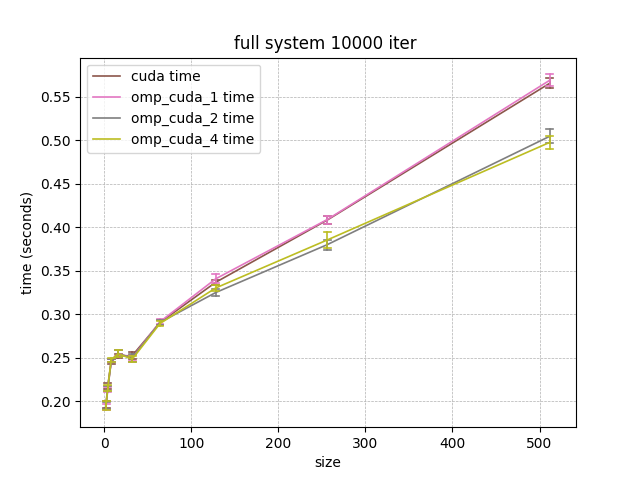 full system 10000 iter
cuda time
omp_cuda_1 time
omp_cuda_2 time
omp_cuda_4 time
0.55
0.50
0.45
0.40
0.35
0.30
0.25
0.20
time (seconds)
0 100 200 300 400 500
size